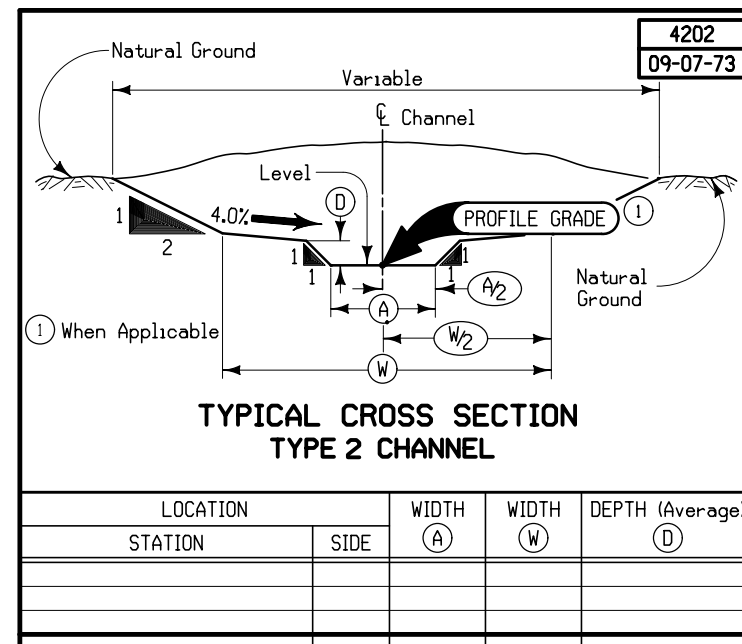 4202
09-07-73
Natural Ground
Variable
℄ Channel
Level
D
4.0%
PROFILE GRADE
1
1
2
1
1
1
1
A/2
Natural
Ground
A
W/2
1 When Applicable
W
TYPICAL CROSS SECTION
TYPE 2 CHANNEL
LOCATION
WIDTH
WIDTH
DEPTH (Average)
STATION
SIDE
A
W
D